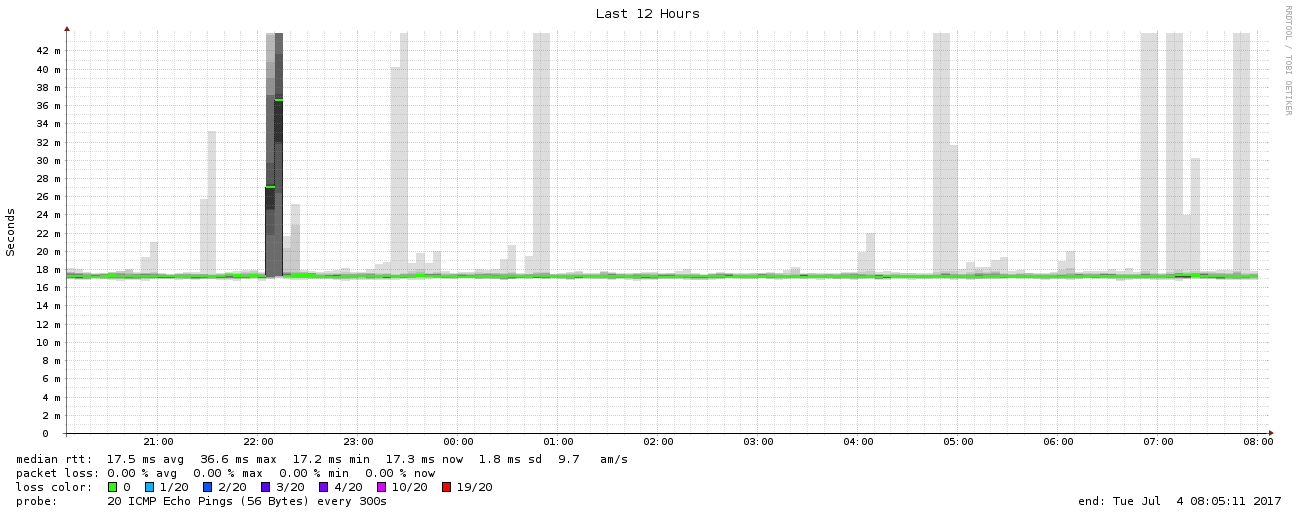 Last 12 Hours
RRDTOOL / TOBI OETIKER
Seconds
42 m
40 m
38 m
36 m
34 m
32 m
30 m
28 m
26 m
24 m
22 m
20 m
18 m
16 m
14 m
12 m
10 m
8 m
6 m
4 m
2 m
0
21:00 22:00 23:00 00:00 01:00 02:00 03:00 04:00 05:00 06:00 07:00 08:00
median rtt: 17.5 ms avg 36.6 ms max 17.2 ms min 17.3 ms now 1.8 ms sd 9.7 am/s
packet loss: 0.00 % avg 0.00 % max 0.00 % min 0.00 % now
loss color: 0 1/20 2/20 3/20 4/20 10/20 19/20
probe: 20 ICMP Echo Pings (56 Bytes) every 300s end: Tue Jul 4 08:05:11 2017